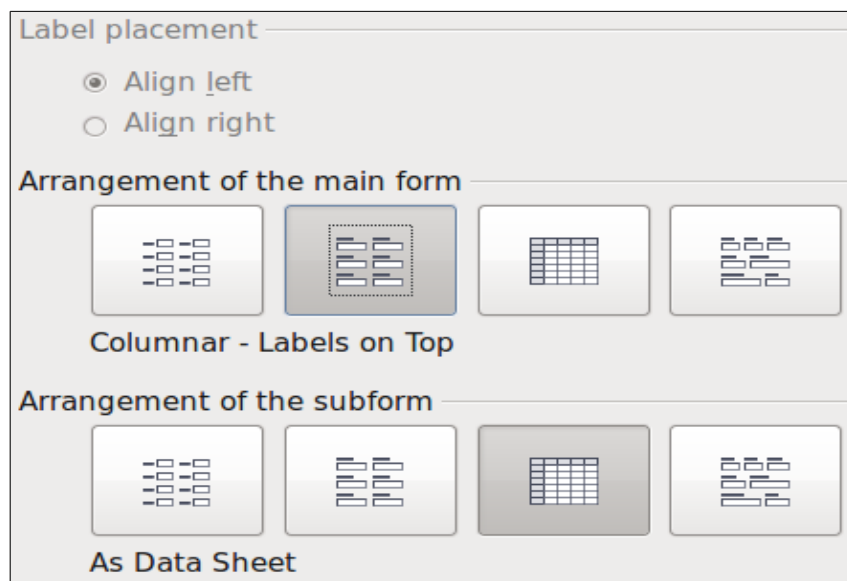 Label placement
Align left
Align right
Arrangement of the main form
Columnar - Labels on Top
Arrangement of the subform
As Data Sheet